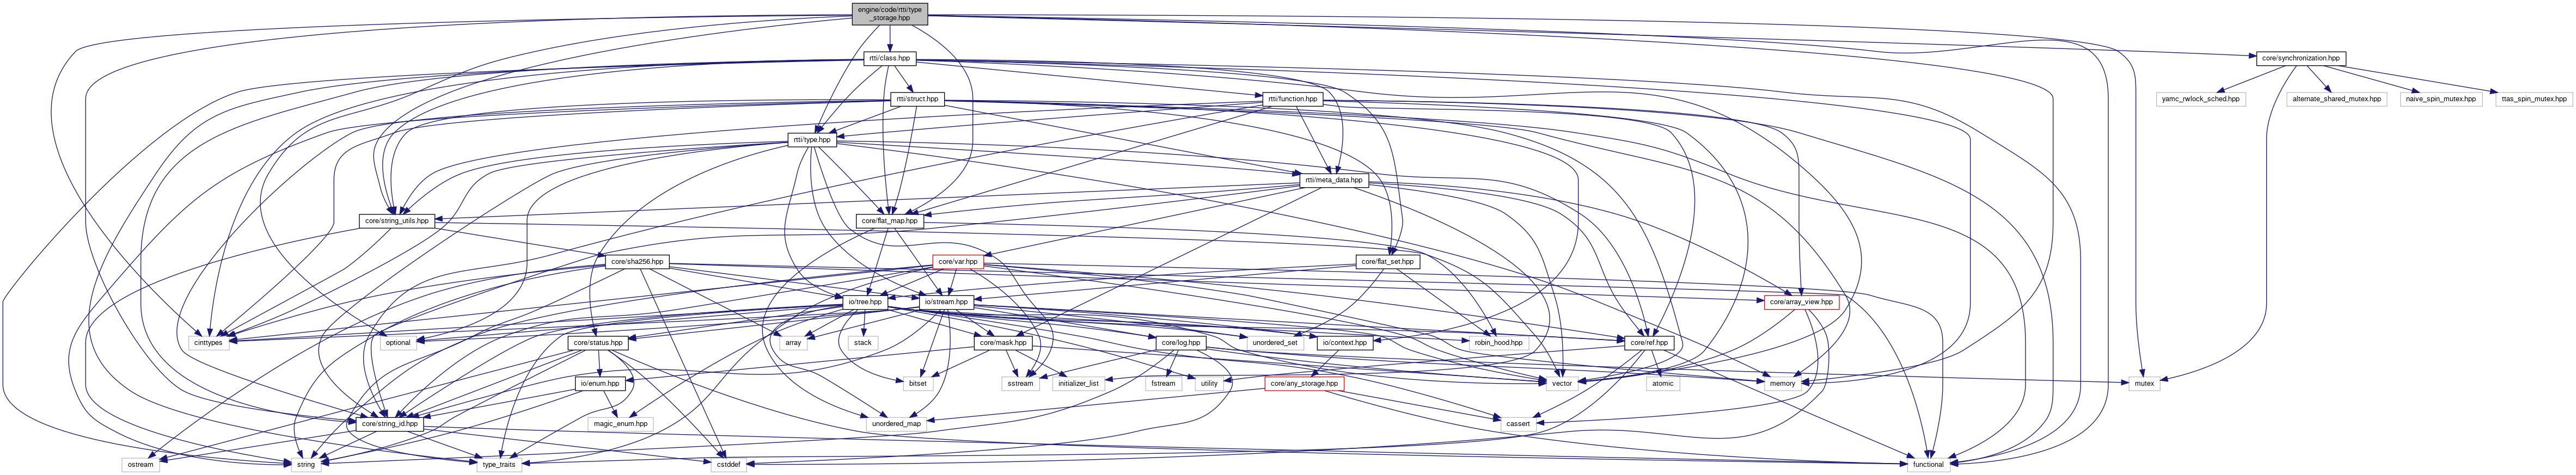 engine/code/rtti/type
_storage.hpp
rtti/class.hpp
core/synchronization.hpp
rtti/struct.hpp
rtti/function.hpp
yamc_rwlock_sched.hpp
alternate_shared_mutex.hpp
naive_spin_mutex.hpp
ttas_spin_mutex.hpp
rtti/type.hpp
rtti/meta_data.hpp
core/string_utils.hpp
core/flat_map.hpp
core/sha256.hpp
core/var.hpp
core/flat_set.hpp
io/tree.hpp
io/stream.hpp
core/array_view.hpp
cinttypes
optional
core/status.hpp
array
stack
core/mask.hpp
core/log.hpp
unordered_set
io/context.hpp
robin_hood.hpp
core/ref.hpp
io/enum.hpp
bitset
sstream
initializer_list
fstream
utility
core/any_storage.hpp
vector
atomic
memory
mutex
core/string_id.hpp
magic_enum.hpp
unordered_map
cassert
ostream
string
type_traits
cstddef
functional